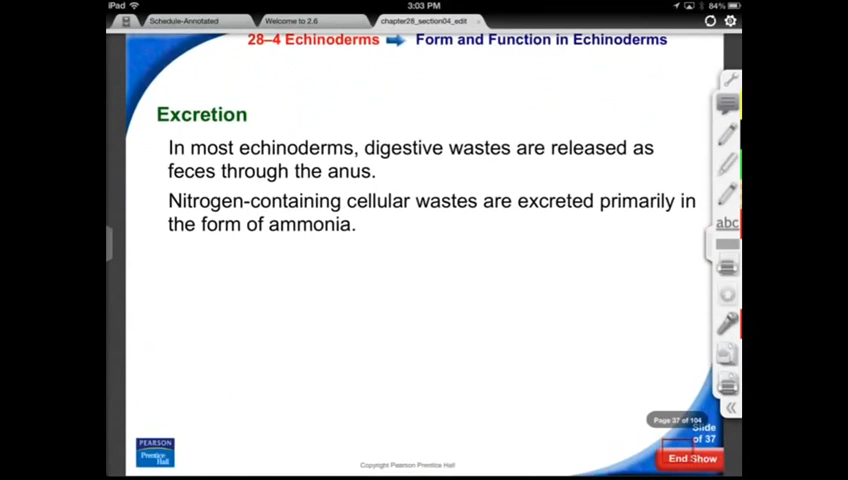 iPad 3:03 PM 84%
Schedule-Annotated Welcome to 2.6 chapter28_section04_edit
28–4 Echinoderms Form and Function in Echinoderms
Excretion
In most echinoderms, digestive wastes are released as
feces through the anus.
Nitrogen-containing cellular wastes are excreted primarily in
the form of ammonia.
abc
Page 37 of 104
Slide
of 37
End Show
PEARSON
Prentice
Hall
Copyright Pearson Prentice Hall